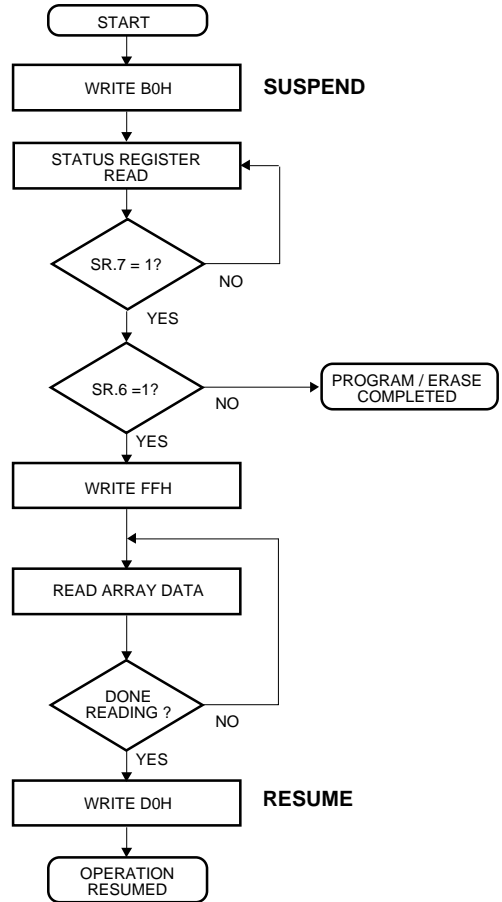 START
WRITE B0H
SUSPEND
STATUS REGISTER
READ
SR.7 = 1?
NO
YES
SR.6 =1?
NO
PROGRAM / ERASE
COMPLETED
YES
WRITE FFH
READ ARRAY DATA
DONE
READING ?
NO
YES
WRITE D0H
RESUME
OPERATION
RESUMED